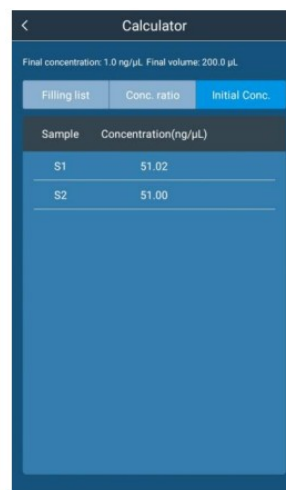 Calculator
Final concentration: 1.0 ng/µL Final volume: 200.0 µL
Filling list Conc. ratio Initial Conc.
Sample Concentration(ng/µL)
S1 51.02
S2 51.00